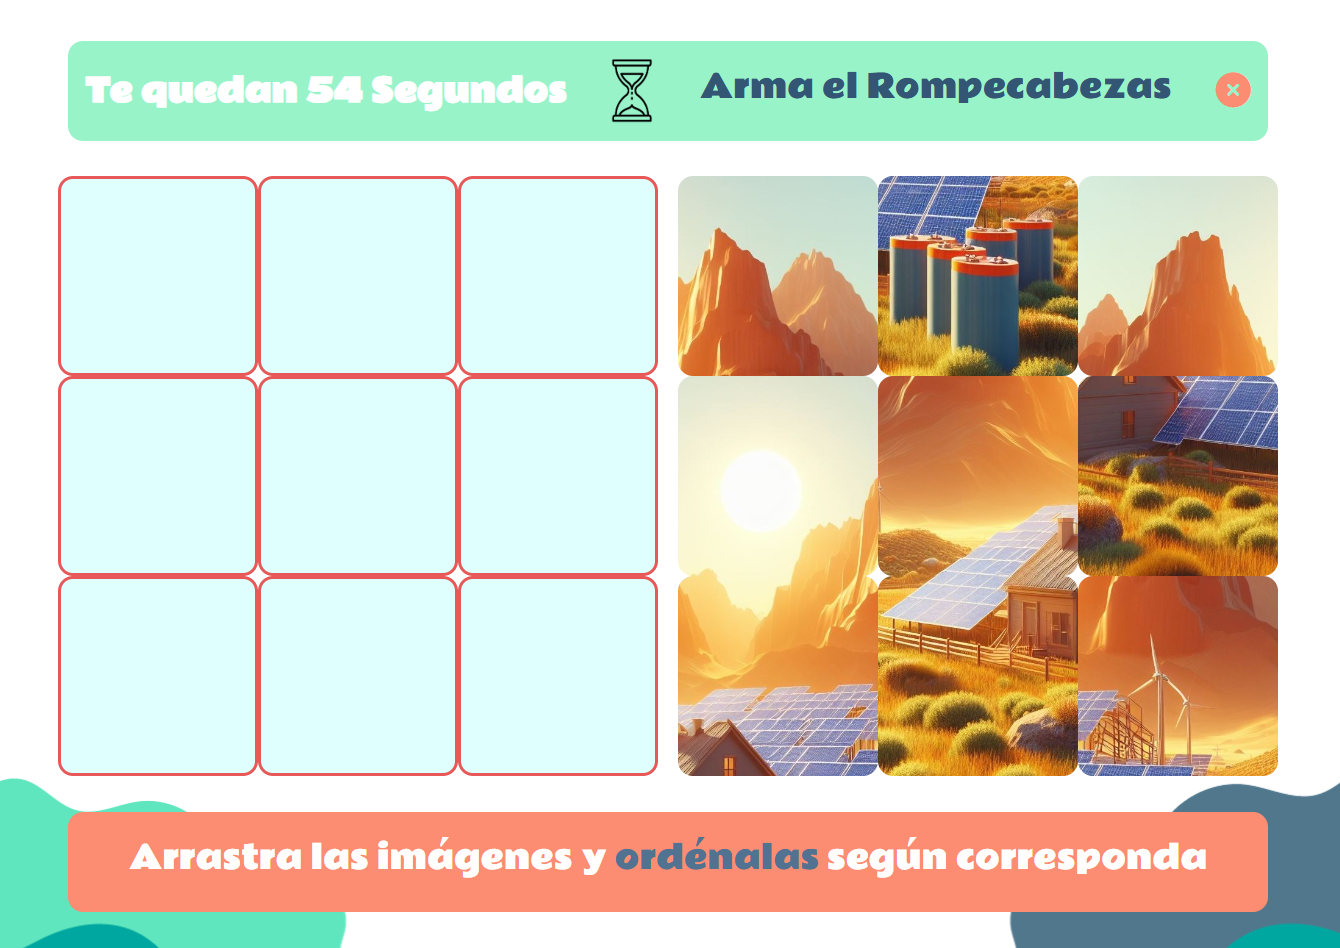 Te quedan 54 Segundos
Arma el Rompecabezas
Arrastra las imágenes y ordénalas según corresponda